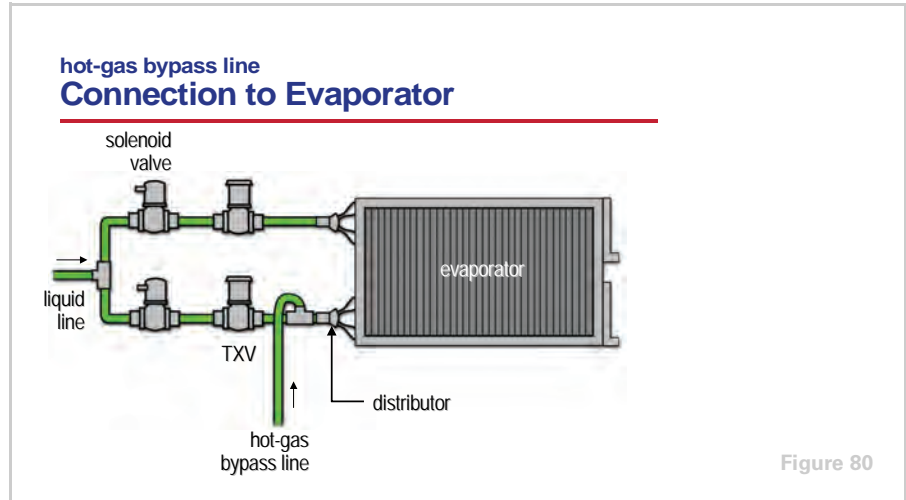 hot-gas bypass line
Connection to Evaporator
solenoid
valve
evaporator
liquid
line
TXV
distributor
hot-gas
bypass line
Figure 80